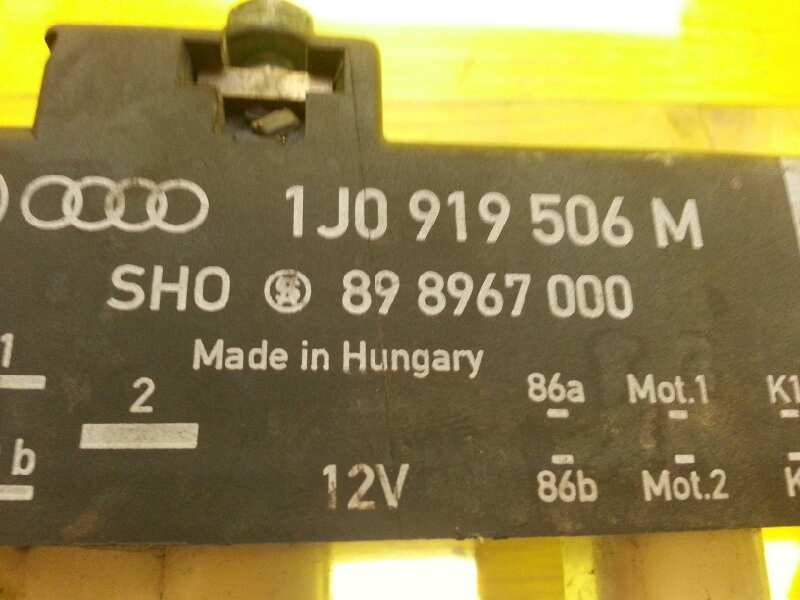 1J0 919 506 M
SHO 89 8967 000
Made in Hungary
1
2
86a Mot.1 K1
b
12V
86b Mot.2 K